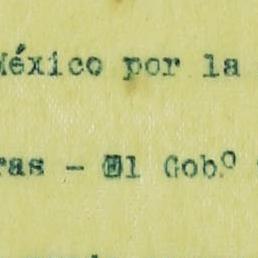 México por la
ras - El Gob.º